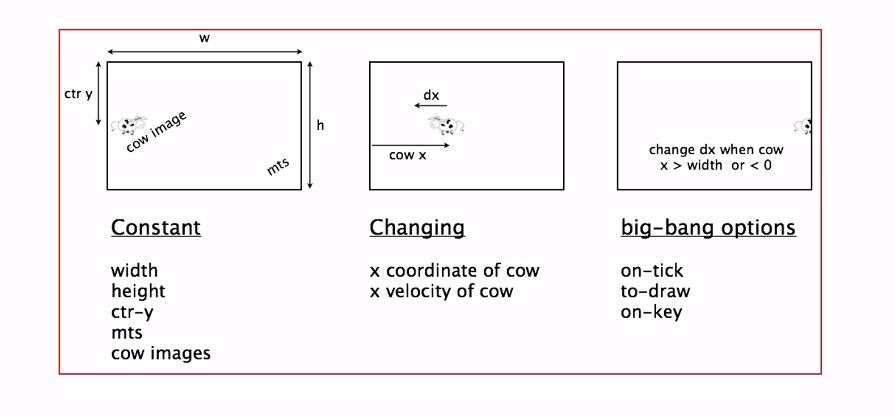 w
ctr y
cow image
mts
h
dx
cow x
change dx when cow
x > width or < 0
Constant
width
height
ctr-y
mts
cow images
Changing
x coordinate of cow
x velocity of cow
big-bang options
on-tick
to-draw
on-key